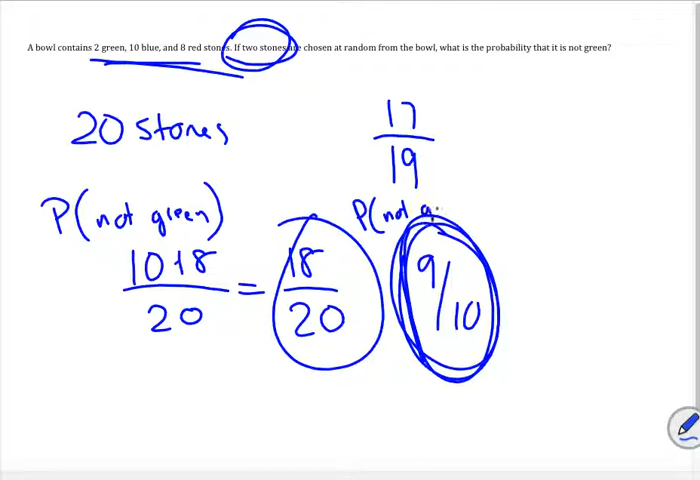 A bowl contains 2 green, 10 blue, and 8 red stones. If two stones are chosen at random from the bowl, what is the probability that it is not green?
20 stones
17
19
P(not green)
P(not g
10+8
20
=
18
20
9/10